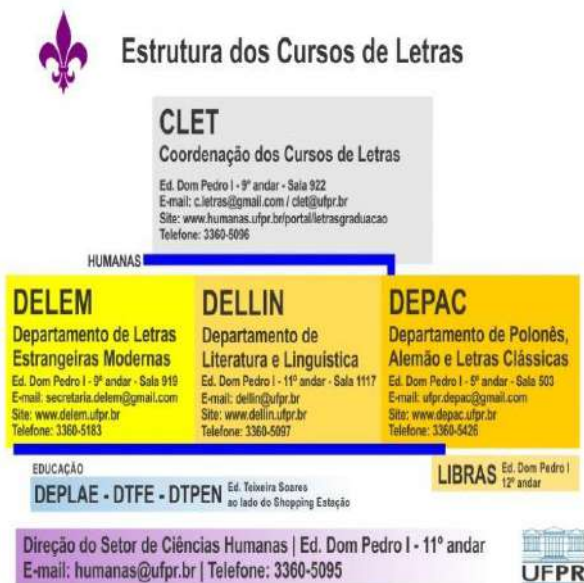 Estrutura dos Cursos de Letras
CLET
Coordenação dos Cursos de Letras
Ed. Dom Pedro I - 9º andar - Sala 922
E-mail: c.letras@gmail.com / clet@ufpr.br
Site: www.humanas.ufpr.br/portal/letrasgraduacao
Telefone: 3360-5096
HUMANAS
DELEM
Departamento de Letras
Estrangeiras Modernas
Ed. Dom Pedro I - 9º andar - Sala 919
E-mail: secretaria.delem@gmail.com
Site: www.delem.ufpr.br
Telefone: 3360-5183
DELLIN
Departamento de
Literatura e Linguistica
Ed. Dom Pedro I - 11º andar - Sala 1117
E-mail: dellin@ufpr.br
Site: www.dellin.ufpr.br
Telefone: 3360-5097
DEPAC
Departamento de Polonês,
Alemão e Letras Clássicas
Ed. Dom Pedro I - 5º andar - Sala 503
E-mail: ufpr.depac@gmail.com
Site: www.depac.ufpr.br
Telefone: 3360-5426
EDUCAÇÃO
DEPLAE - DTFE - DTPEN
Ed. Teixeira Soares
ao lado do Shopping Estação
LIBRAS
Ed. Dom Pedro I
12º andar
Direção do Setor de Ciências Humanas | Ed. Dom Pedro I - 11º andar
E-mail: humanas@ufpr.br | Telefone: 3360-5095
UFPR